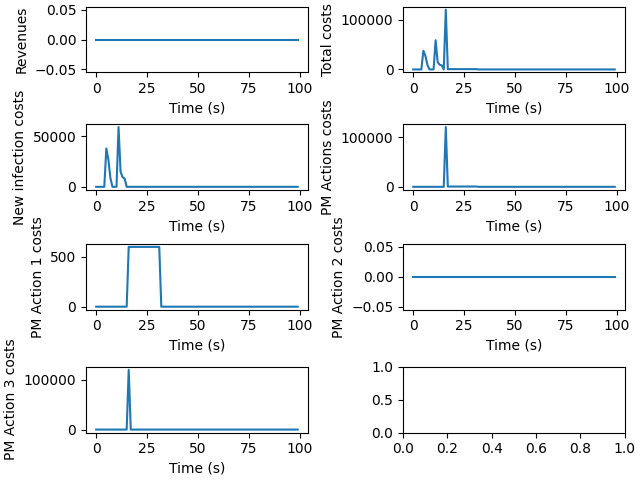 Revenues
0.05
0.00
−0.05
0 25 50 75 100
Time (s)
Total costs
100000
0
0 25 50 75 100
Time (s)
New infection costs
50000
0
0 25 50 75 100
Time (s)
PM Actions costs
100000
0
0 25 50 75 100
Time (s)
PM Action 1 costs
500
0
0 25 50 75 100
Time (s)
PM Action 2 costs
0.05
0.00
−0.05
0 25 50 75 100
Time (s)
PM Action 3 costs
100000
0
0 25 50 75 100
Time (s)
1.0
0.5
0.0
0.0 0.2 0.4 0.6 0.8 1.0